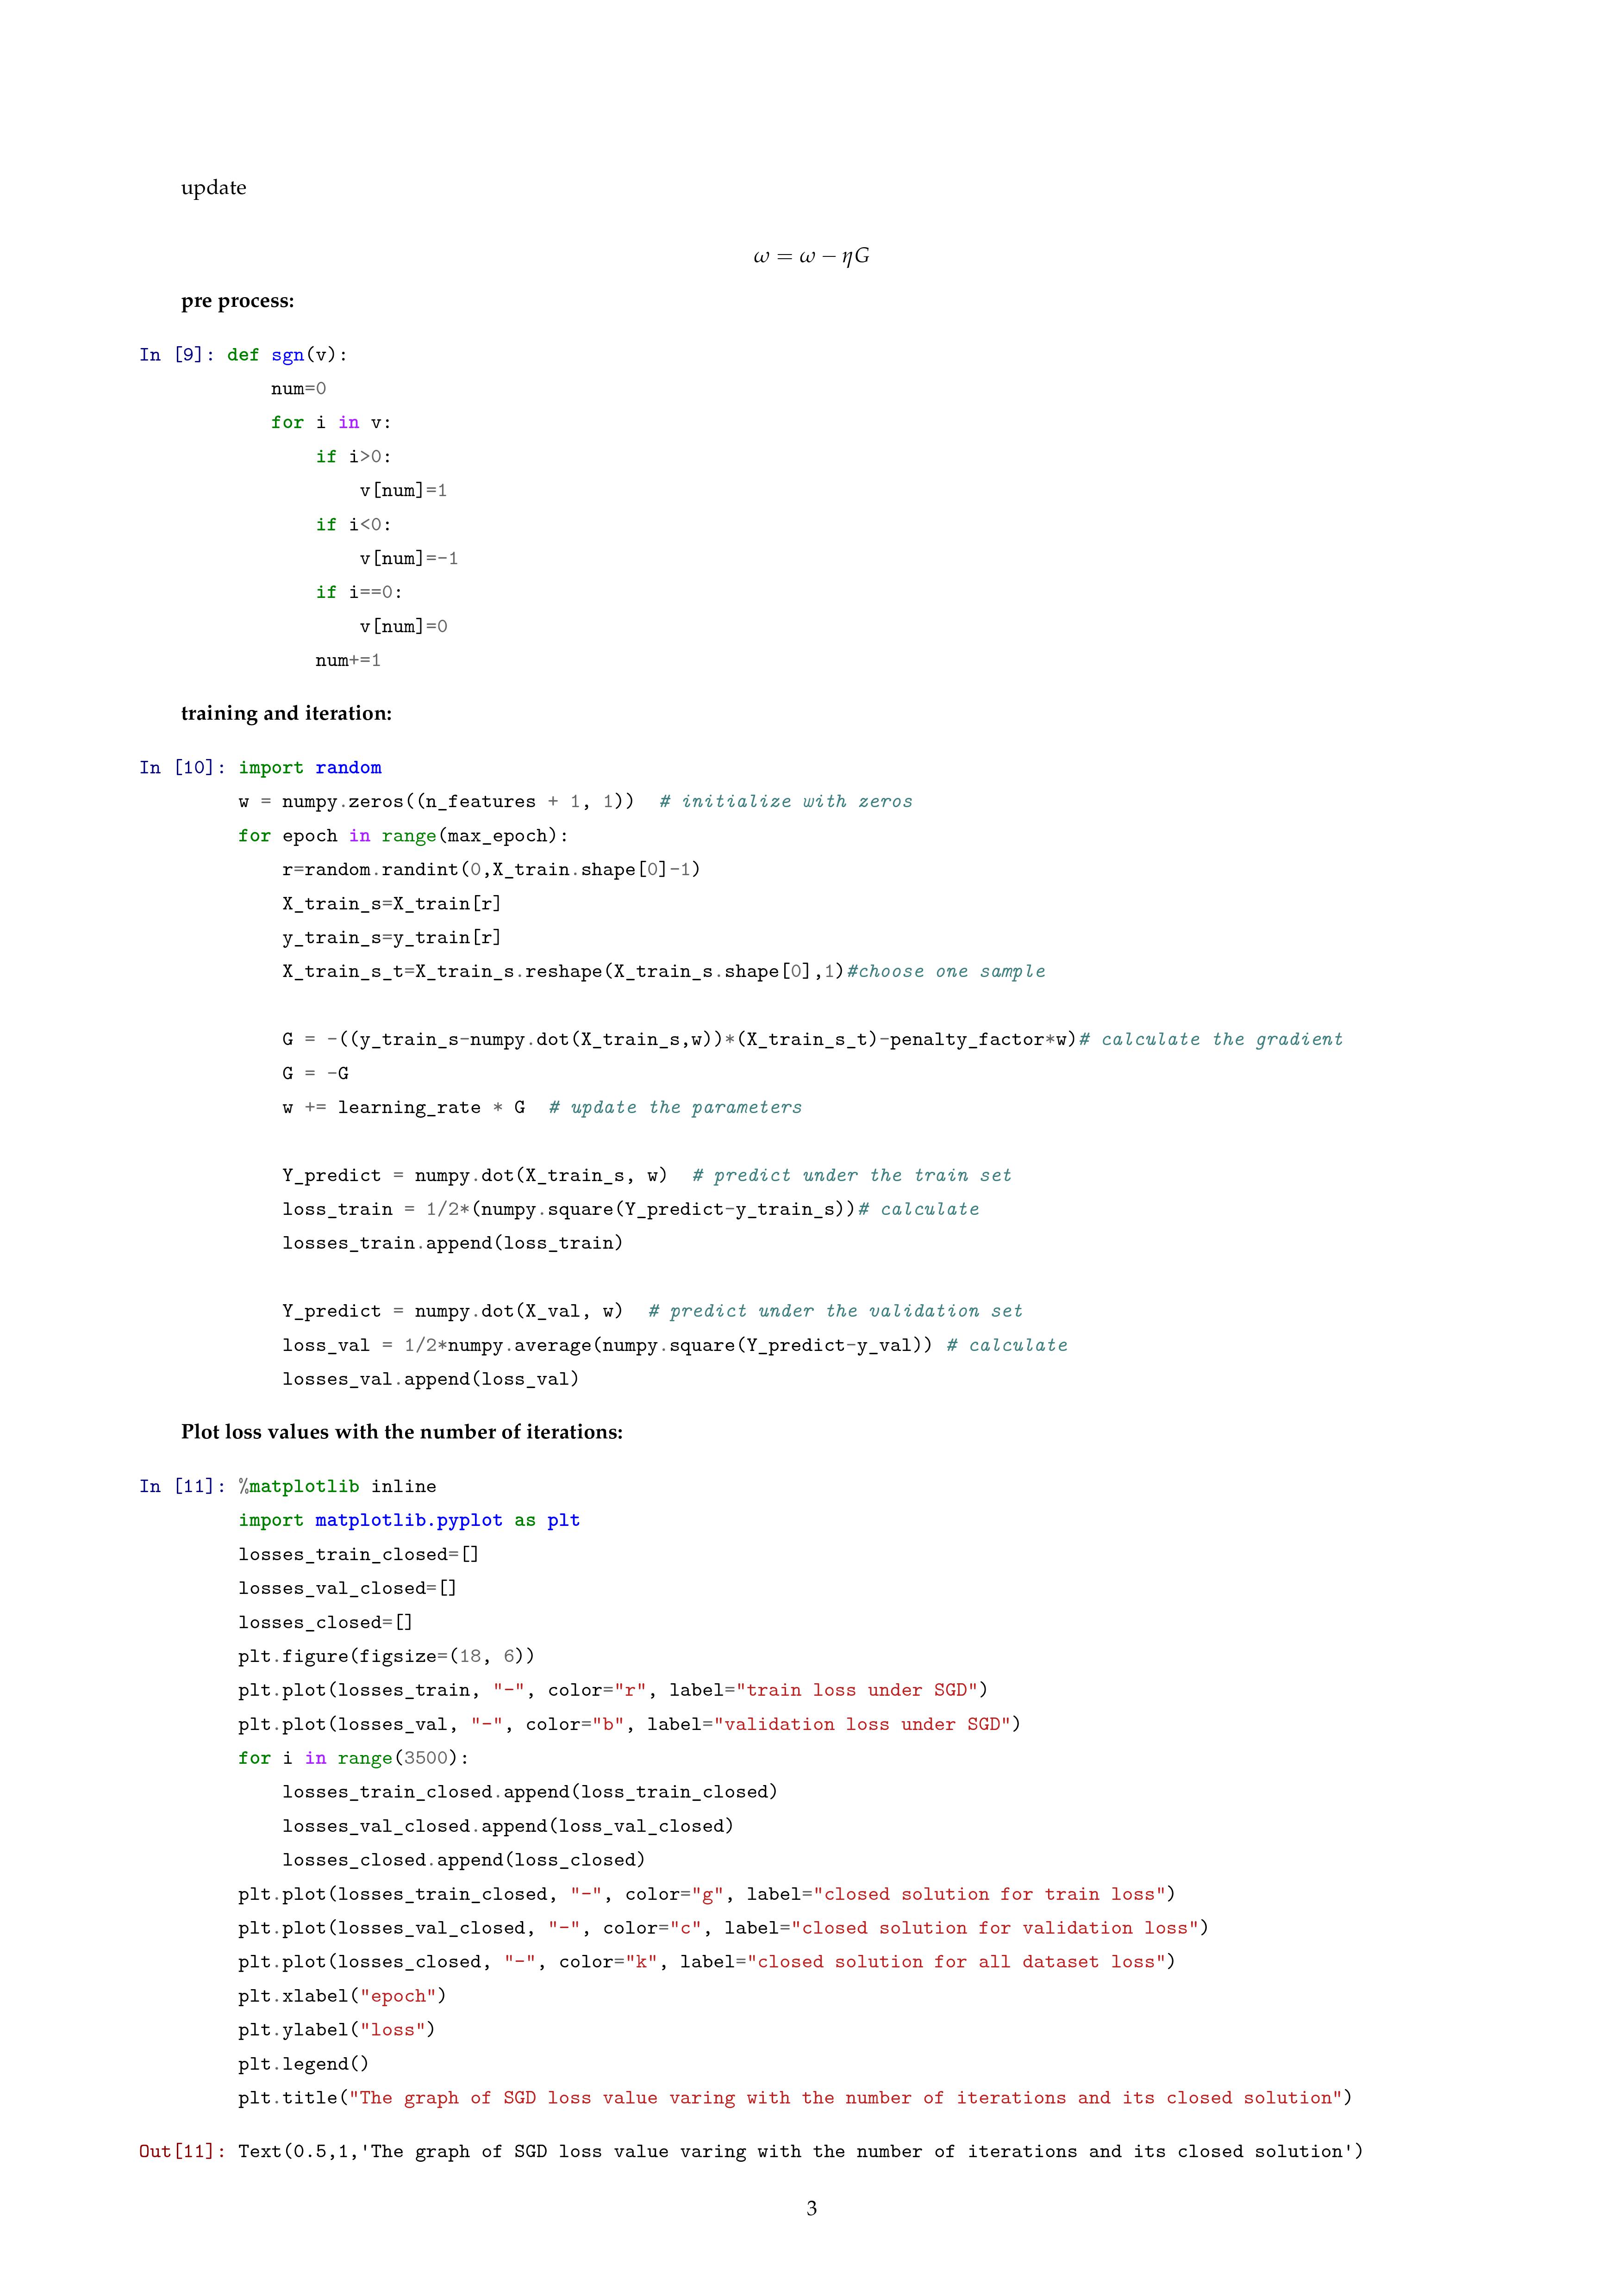 update
ω = ω − ηG
pre process:
In [9]: def sgn(v):
            num=0
            for i in v:
                if i>0:
                    v[num]=1
                if i<0:
                    v[num]=-1
                if i==0:
                    v[num]=0
                num+=1
training and iteration:
In [10]: import random
         w = numpy.zeros((n_features + 1, 1))  # initialize with zeros
         for epoch in range(max_epoch):
             r=random.randint(0,X_train.shape[0]-1)
             X_train_s=X_train[r]
             y_train_s=y_train[r]
             X_train_s_t=X_train_s.reshape(X_train_s.shape[0],1)#choose one sample
             G = -((y_train_s-numpy.dot(X_train_s,w))*(X_train_s_t)-penalty_factor*w)# calculate the gradient
             G = -G
             w += learning_rate * G  # update the parameters
             Y_predict = numpy.dot(X_train_s, w)  # predict under the train set
             loss_train = 1/2*(numpy.square(Y_predict-y_train_s))# calculate
             losses_train.append(loss_train)
             Y_predict = numpy.dot(X_val, w)  # predict under the validation set
             loss_val = 1/2*numpy.average(numpy.square(Y_predict-y_val)) # calculate
             losses_val.append(loss_val)
Plot loss values with the number of iterations:
In [11]: %matplotlib inline
         import matplotlib.pyplot as plt
         losses_train_closed=[]
         losses_val_closed=[]
         losses_closed=[]
         plt.figure(figsize=(18, 6))
         plt.plot(losses_train, "-", color="r", label="train loss under SGD")
         plt.plot(losses_val, "-", color="b", label="validation loss under SGD")
         for i in range(3500):
             losses_train_closed.append(loss_train_closed)
             losses_val_closed.append(loss_val_closed)
             losses_closed.append(loss_closed)
         plt.plot(losses_train_closed, "-", color="g", label="closed solution for train loss")
         plt.plot(losses_val_closed, "-", color="c", label="closed solution for validation loss")
         plt.plot(losses_closed, "-", color="k", label="closed solution for all dataset loss")
         plt.xlabel("epoch")
         plt.ylabel("loss")
         plt.legend()
         plt.title("The graph of SGD loss value varing with the number of iterations and its closed solution")
Out[11]: Text(0.5,1,'The graph of SGD loss value varing with the number of iterations and its closed solution')
3